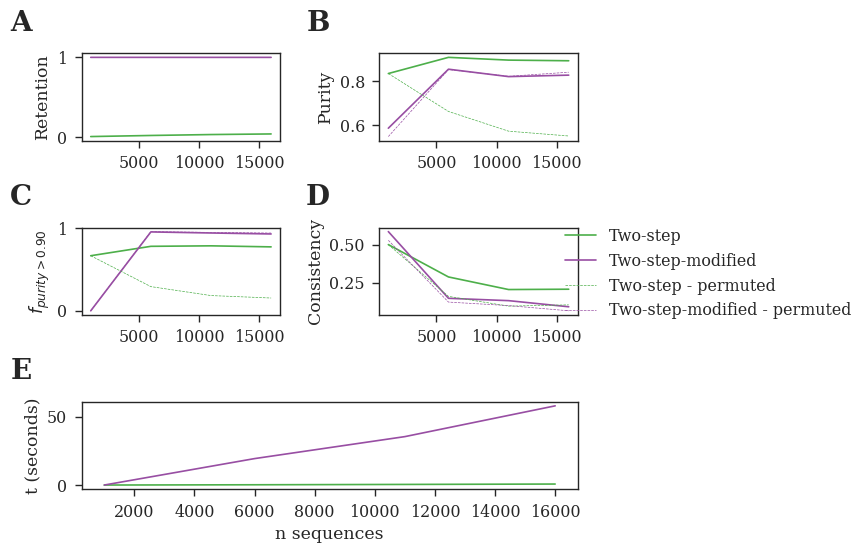 A
B
Retention
1
0
5000 10000 15000
Purity
0.8
0.6
5000 10000 15000
C
D
f_{purity>0.90}
1
0
5000 10000 15000
Consistency
0.50
0.25
5000 10000 15000
Two-step
Two-step-modified
Two-step - permuted
Two-step-modified - permuted
E
t (seconds)
50
0
2000 4000 6000 8000 10000 12000 14000 16000
n sequences